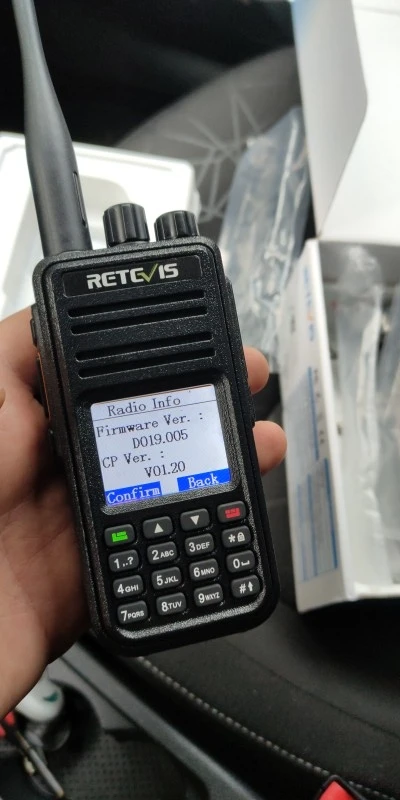 RETEVIS
Radio Info
Firmware Ver. :
D019.005
CP Ver. :
V01.20
Confirm Back
1..? 2ABC 3DEF *
4GHI 5JKL 6MNO 0
7PQRS 8TUV 9WXYZ #